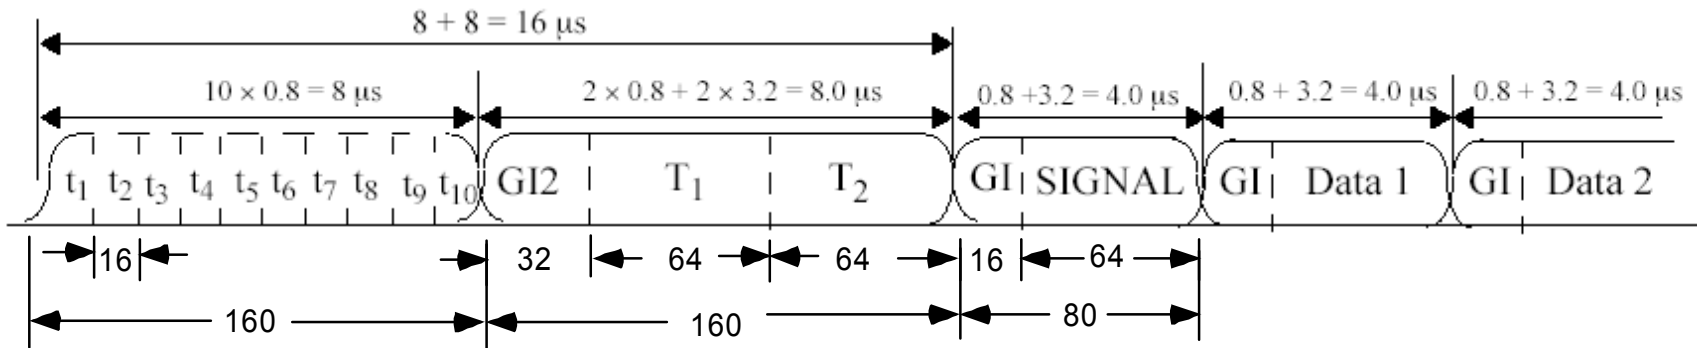 8 + 8 = 16 μs
10 × 0.8 = 8 μs
2 × 0.8 + 2 × 3.2 = 8.0 μs
0.8 +3.2 = 4.0 μs
0.8 + 3.2 = 4.0 μs
0.8 + 3.2 = 4.0 μs
t1 t2 t3 t4 t5 t6 t7 t8 t9 t10 GI2 T1 T2 GI SIGNAL GI Data 1 GI Data 2
16 32 64 64 16 64
160 160 80